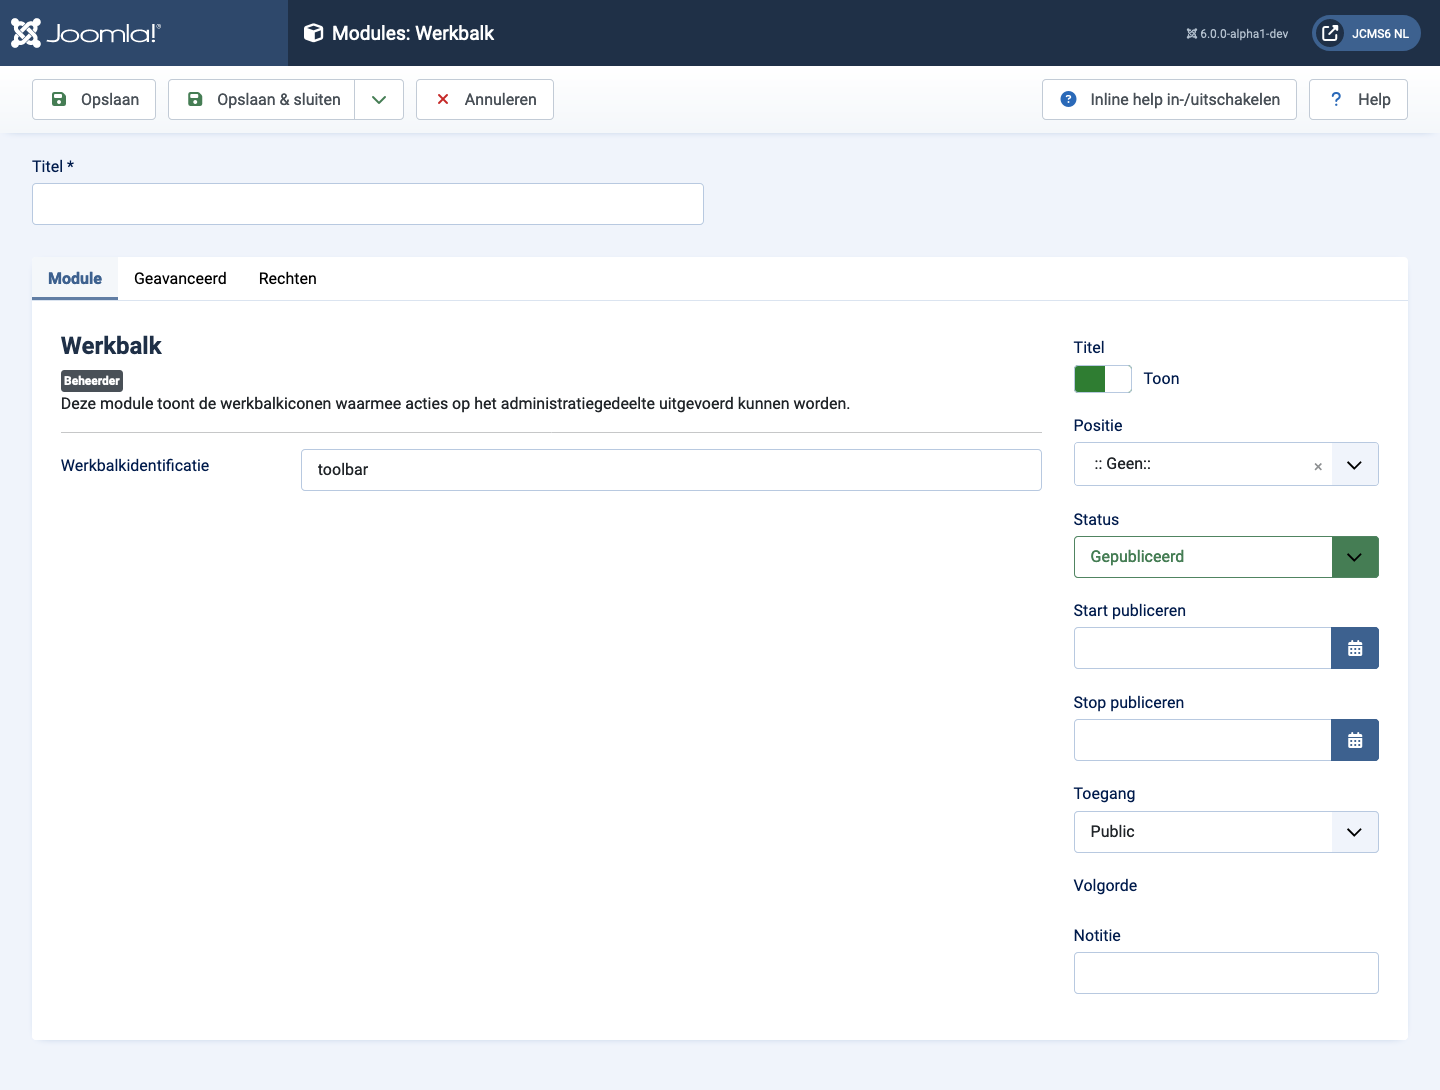 Joomla!®
Modules: Werkbalk
6.0.0-alpha1-dev
JCMS6 NL
Opslaan
Opslaan & sluiten
Annuleren
Inline help in-/uitschakelen
Help
Titel *
Module
Geavanceerd
Rechten
Werkbalk
Beheerder
Deze module toont de werkbalkiconen waarmee acties op het administratiegedeelte uitgevoerd kunnen worden.
Werkbalkidentificatie
toolbar
Titel
Toon
Positie
:: Geen::
Status
Gepubliceerd
Start publiceren
Stop publiceren
Toegang
Public
Volgorde
Notitie